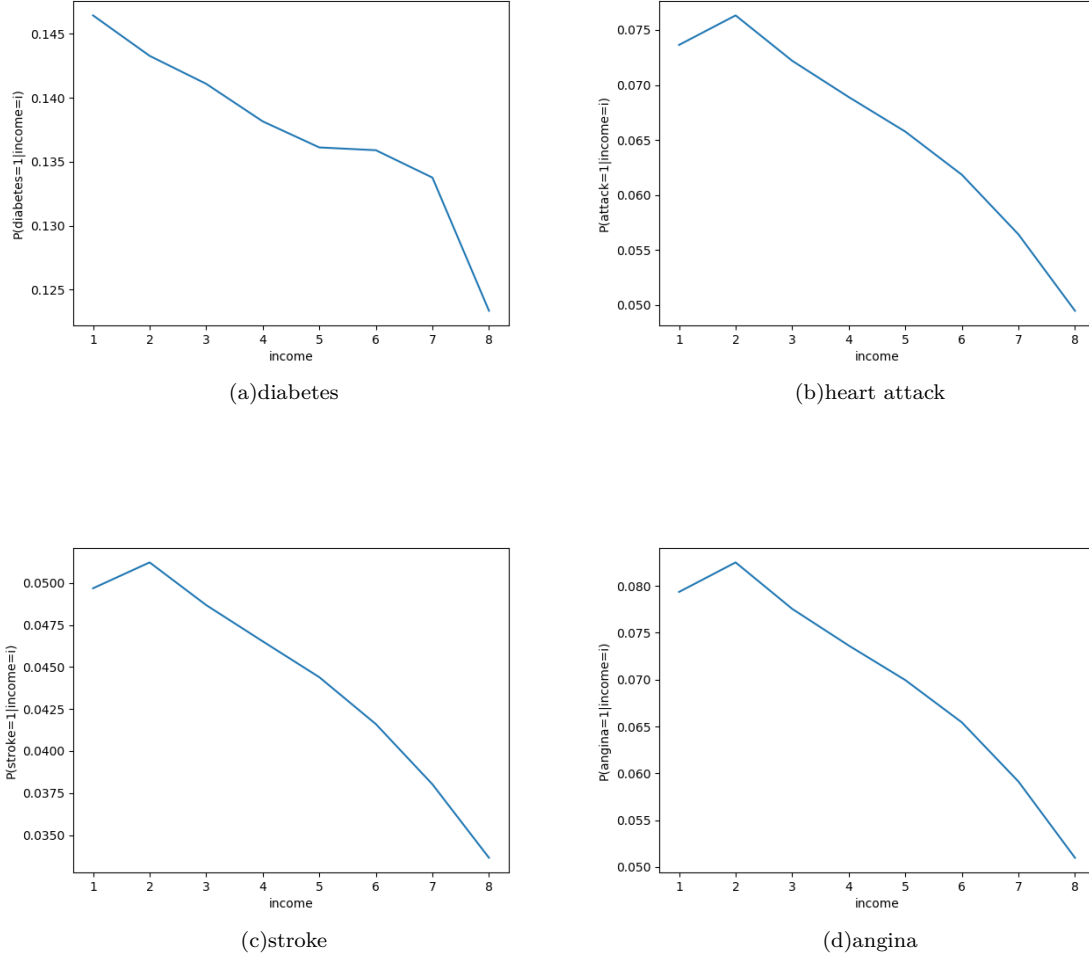 0.145
0.140
0.135
0.130
0.125
P(diabetes=1|income=i)
1 2 3 4 5 6 7 8
income
(a)diabetes
0.075
0.070
0.065
0.060
0.055
0.050
P(attack=1|income=i)
1 2 3 4 5 6 7 8
income
(b)heart attack
0.0500
0.0475
0.0450
0.0425
0.0400
0.0375
0.0350
P(stroke=1|income=i)
1 2 3 4 5 6 7 8
income
(c)stroke
0.080
0.075
0.070
0.065
0.060
0.055
0.050
P(angina=1|income=i)
1 2 3 4 5 6 7 8
income
(d)angina